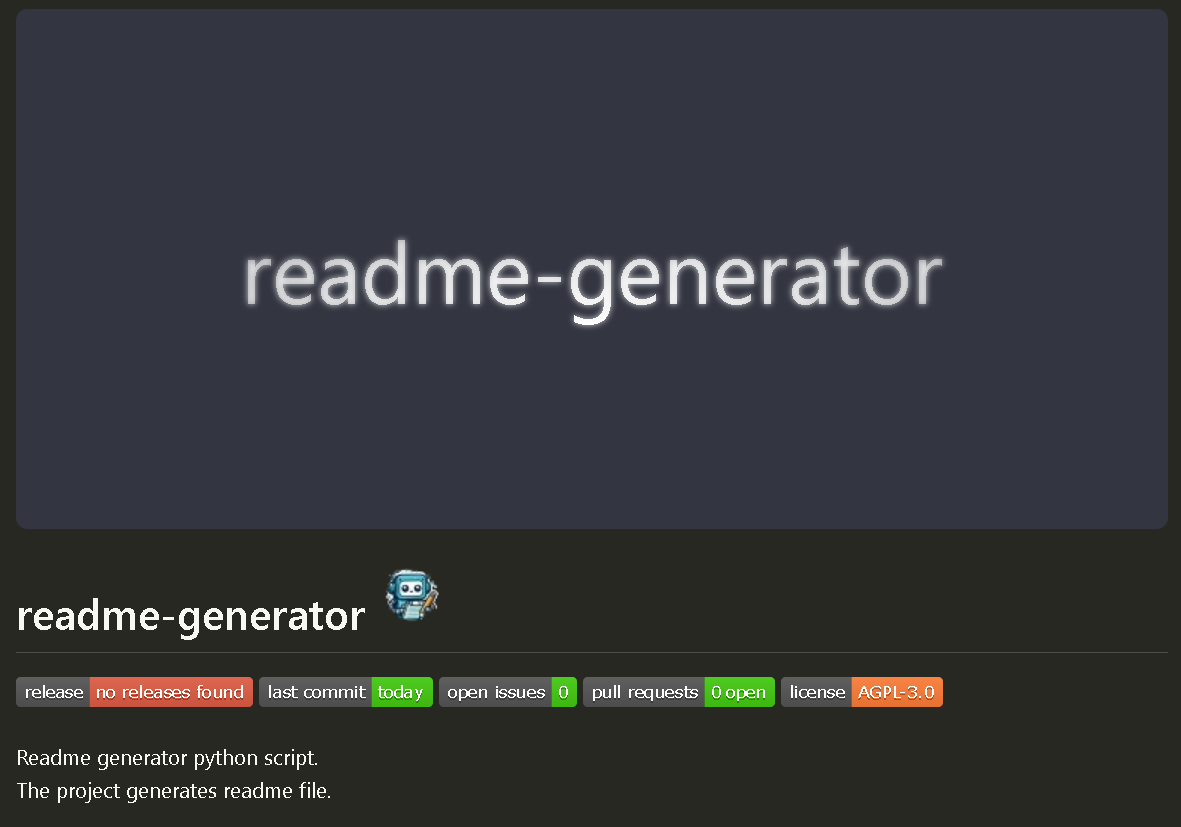 readme-generator
readme-generator
release no releases found last commit today open issues 0 pull requests 0 open license AGPL-3.0
Readme generator python script.
The project generates readme file.